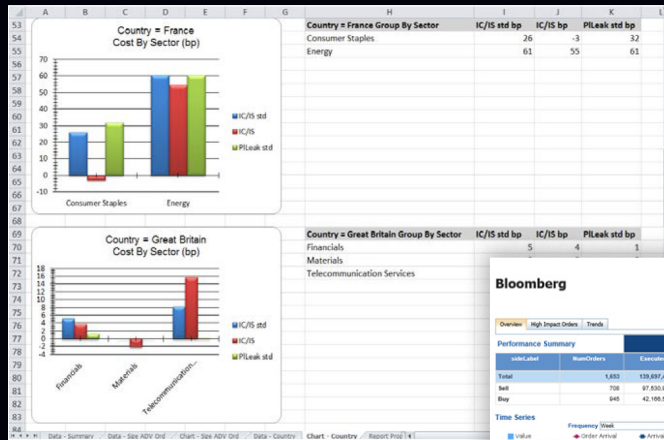 A B C D E F G H I J K L
53 Country = France Group By Sector IC/IS std bp IC/IS bp PILeak std bp
54 Consumer Staples 26 -3 32
55 Energy 61 55 61
56
57
58
59
60
61
62
63
64
65
66
67
68
69 Country = Great Britain Group By Sector IC/IS std bp IC/IS bp PILeak std bp
70 Financials 5 4 1
71 Materials
72 Telecommunication Services
73
74
75
76
77
78
79
80
81
82
83
84
Country = France
Cost By Sector (bp)
70
60
50
40
30
20
10
0
-10
Consumer Staples Energy
IC/IS std
IC/IS
PILeak std
Country = Great Britain
Cost By Sector (bp)
18
16
14
12
10
8
6
4
2
0
-2
-4
Financials
Materials
Telecommunication...
IC/IS std
IC/IS
PILeak std
Data - Summary Data - Size ADV Ord Chart - Size ADV Ord Data - Country Chart - Country Report Prop
Bloomberg
Overview High Impact Orders Trends
Performance Summary
sideLabel NumOrders
Total 1,653
Sell 708
Buy 945
Time Series
Frequency Week
Value Order Arrival